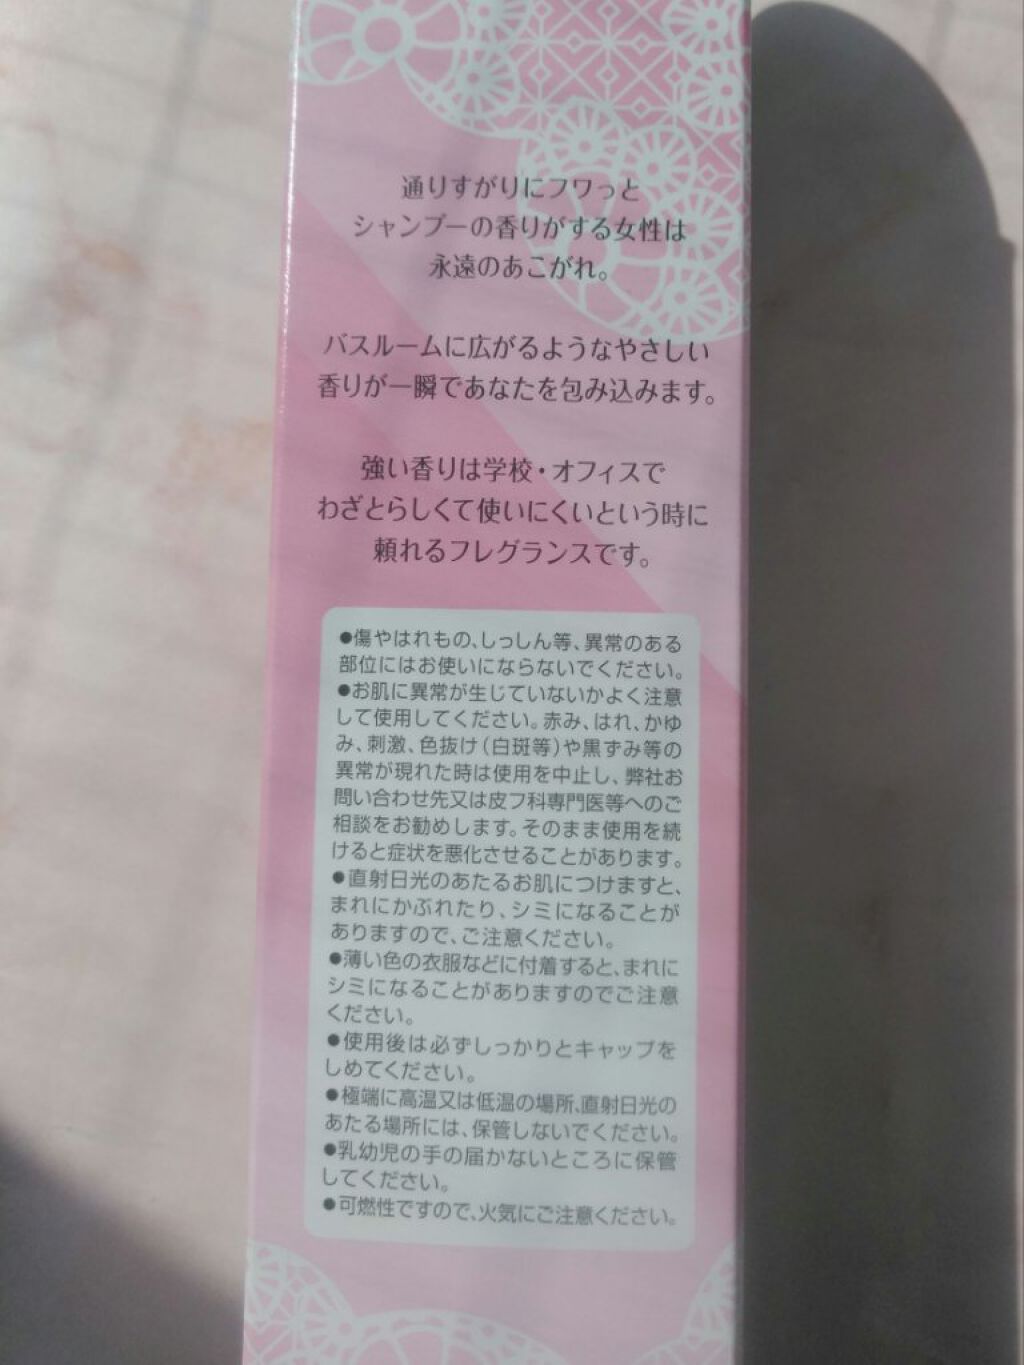 通りすがりにフワっと
シャンプーの香りがする女性は
永遠のあこがれ。
バスルームに広がるようなやさしい
香りが一瞬であなたを包み込みます。
強い香りは学校・オフィスで
わざとらしくて使いにくいという時に
頼れるフレグランスです。
●傷やはれもの、しっしん等、異常のある
部位にはお使いにならないでください。
●お肌に異常が生じていないかよく注意
して使用してください。赤み、はれ、かゆ
み、刺激、色抜け(白斑等)や黒ずみ等の
異常が現れた時は使用を中止し、弊社お
問い合わせ先又は皮フ科専門医等へのご
相談をお勧めします。そのまま使用を続
けると症状を悪化させることがあります。
●直射日光のあたるお肌につけますと、
まれにかぶれたり、シミになることが
ありますので、ご注意ください。
●薄い色の衣服などに付着すると、まれに
シミになることがありますのでご注意
ください。
●使用後は必ずしっかりとキャップを
しめてください。
●極端に高温又は低温の場所、直射日光の
あたる場所には、保管しないでください。
●乳幼児の手の届かないところに保管
してください。
●可燃性ですので、火気にご注意ください。